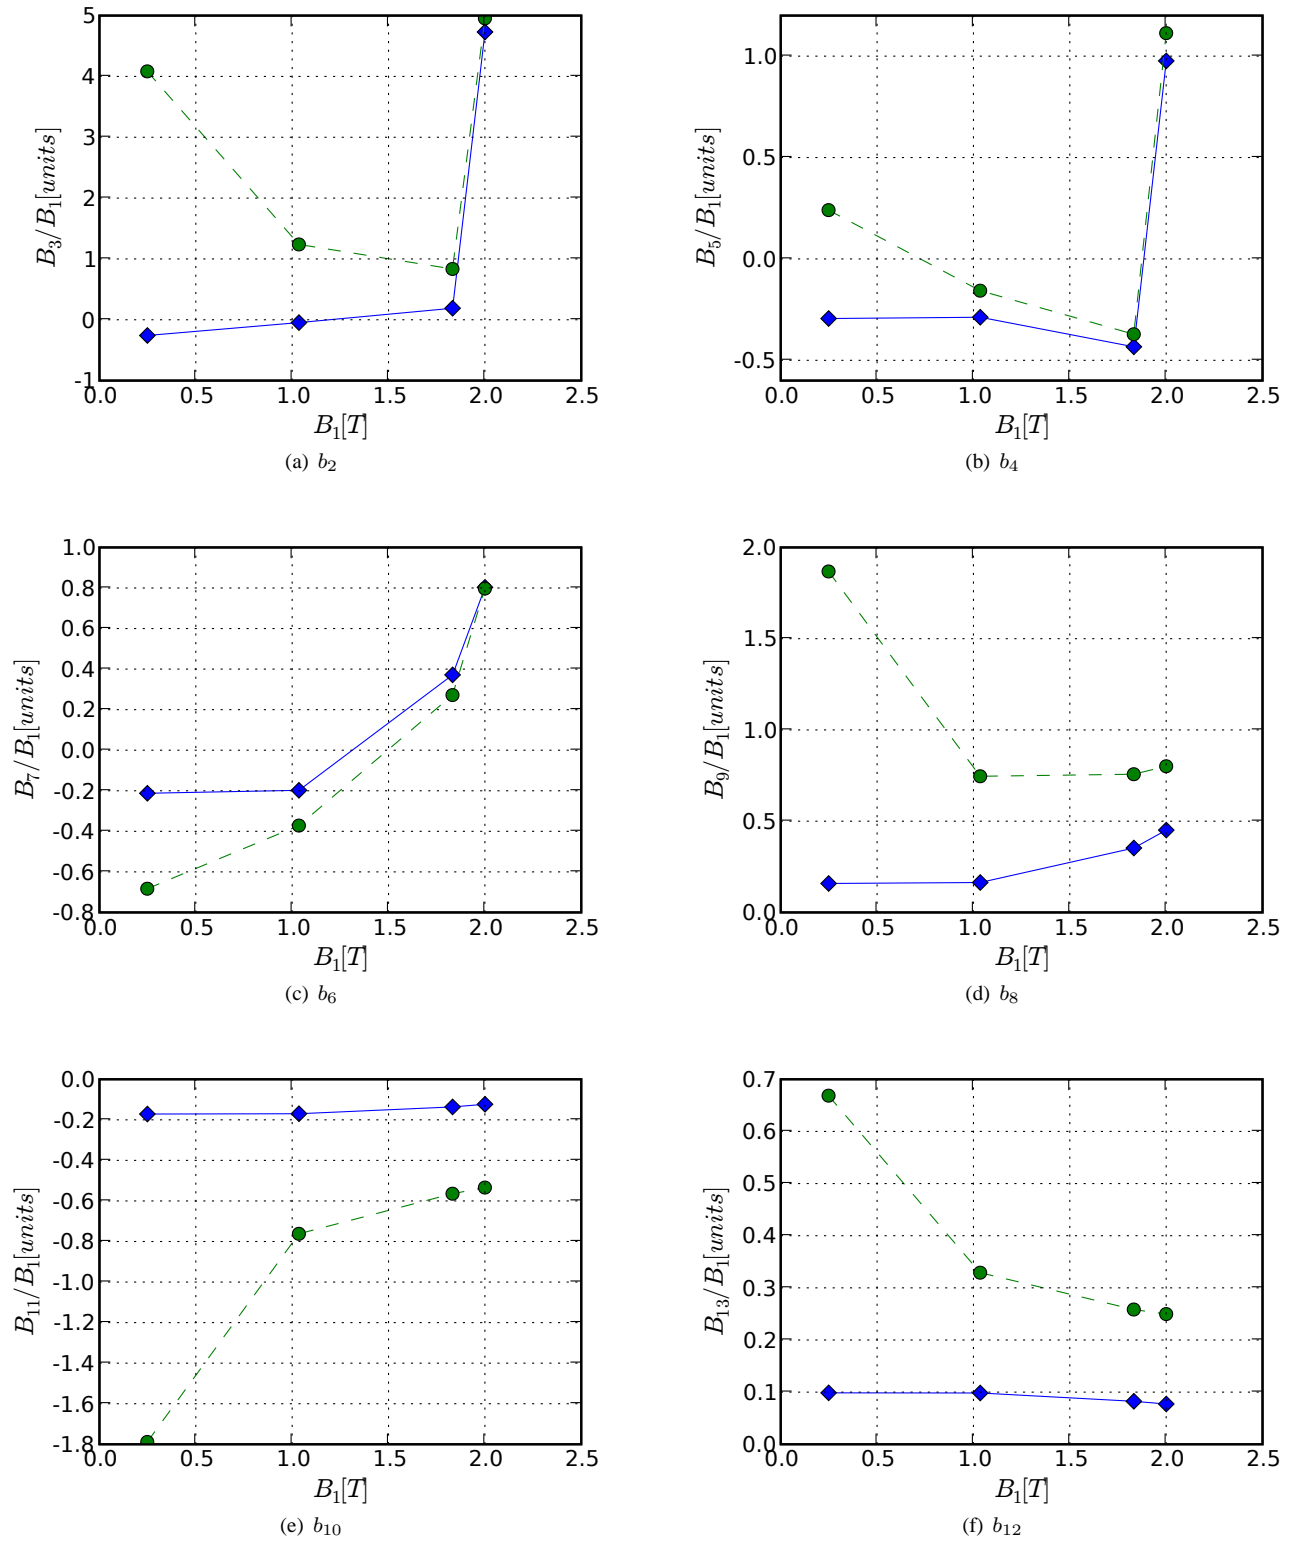 5
4
3
2
1
0
-1
B3/B1[units]
0.0 0.5 1.0 1.5 2.0 2.5
B1[T]
(a) b2
1.0
0.5
0.0
-0.5
B5/B1[units]
0.0 0.5 1.0 1.5 2.0 2.5
B1[T]
(b) b4
1.0
0.8
0.6
0.4
0.2
0.0
-0.2
-0.4
-0.6
-0.8
B7/B1[units]
0.0 0.5 1.0 1.5 2.0 2.5
B1[T]
(c) b6
2.0
1.5
1.0
0.5
0.0
B9/B1[units]
0.0 0.5 1.0 1.5 2.0 2.5
B1[T]
(d) b8
0.0
-0.2
-0.4
-0.6
-0.8
-1.0
-1.2
-1.4
-1.6
-1.8
B11/B1[units]
0.0 0.5 1.0 1.5 2.0 2.5
B1[T]
(e) b10
0.7
0.6
0.5
0.4
0.3
0.2
0.1
0.0
B13/B1[units]
0.0 0.5 1.0 1.5 2.0 2.5
B1[T]
(f) b12